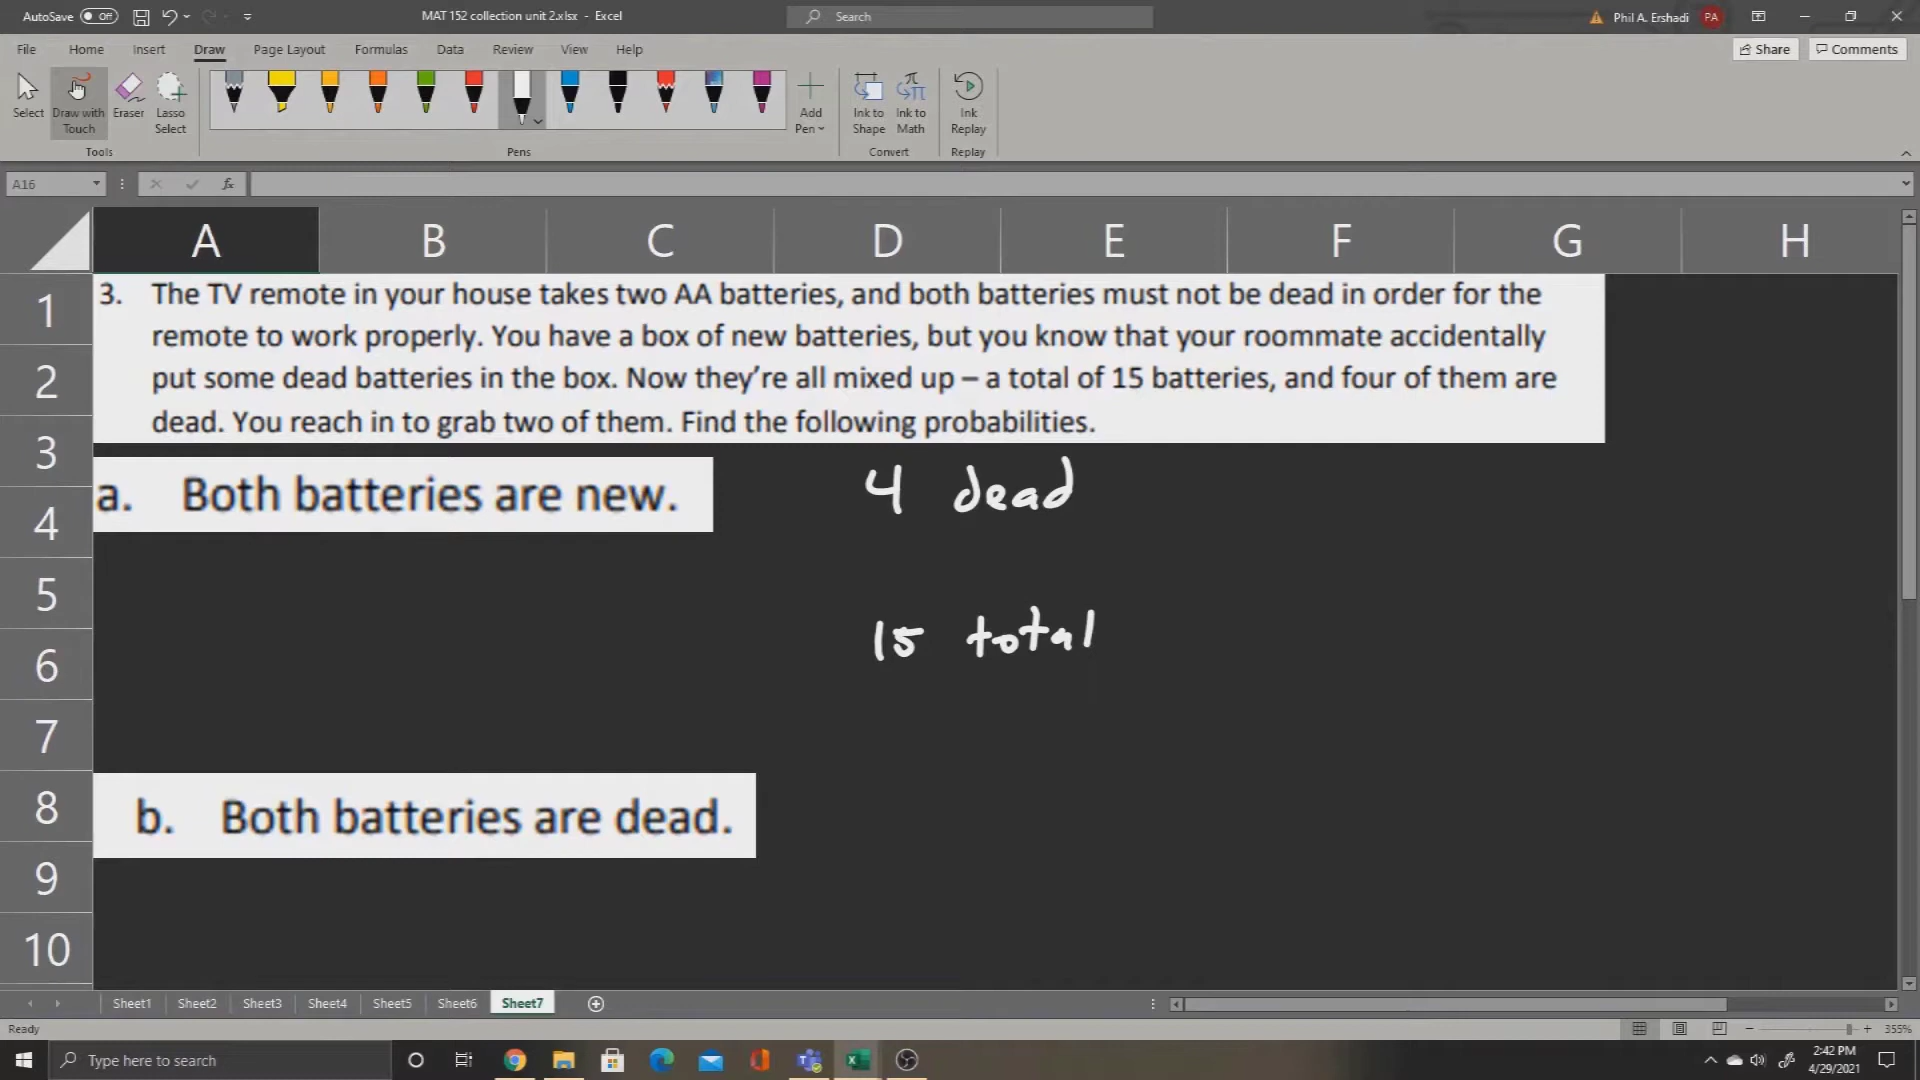 AutoSave Off MAT 152 collection unit 2.xlsx - Excel Search Phil A. Ershadi PA
File Home Insert Draw Page Layout Formulas Data Review View Help Share Comments
Select Draw with Touch Eraser Lasso Select Add Pen Ink to Shape Ink to Math Ink Replay
Tools Pens Convert Replay
A16 fx
A B C D E F G H
1
2
3
4
5
6
7
8
9
10
3. The TV remote in your house takes two AA batteries, and both batteries must not be dead in order for the
remote to work properly. You have a box of new batteries, but you know that your roommate accidentally
put some dead batteries in the box. Now they're all mixed up – a total of 15 batteries, and four of them are
dead. You reach in to grab two of them. Find the following probabilities.
a. Both batteries are new.
4 dead
15 total
b. Both batteries are dead.
Sheet1 Sheet2 Sheet3 Sheet4 Sheet5 Sheet6 Sheet7
Ready 355%
Type here to search 2:42 PM
4/29/2021